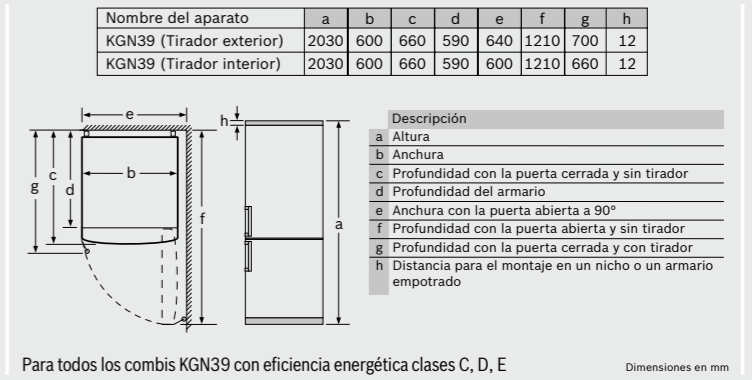 Nombre del aparato a b c d e f g h
KGN39 (Tirador exterior) 2030 600 660 590 640 1210 700 12
KGN39 (Tirador interior) 2030 600 660 590 600 1210 660 12
e
h
b
g
c
d
f
a
Descripción
a Altura
b Anchura
c Profundidad con la puerta cerrada y sin tirador
d Profundidad del armario
e Anchura con la puerta abierta a 90°
f Profundidad con la puerta abierta y sin tirador
g Profundidad con la puerta cerrada y con tirador
h Distancia para el montaje en un nicho o un armario
empotrado
Para todos los combis KGN39 con eficiencia energética clases C, D, E
Dimensiones en mm